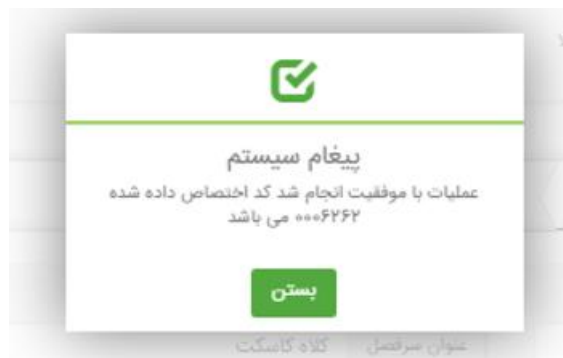 پیغام سیستم
عملیات با موفقیت انجام شد کد اختصاص داده شده
۰۰۰۶۲۶۲ می باشد
بستن
عنوان سرفصل کلاه کاسکت